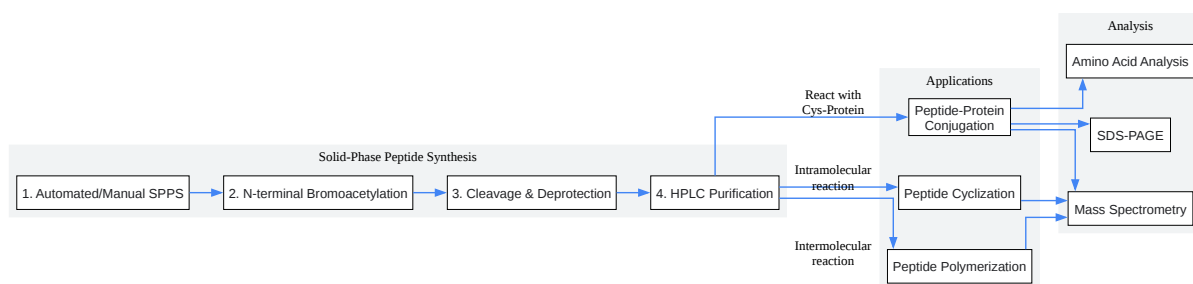 Analysis
Amino Acid Analysis
Applications
React with
Cys-Protein
Peptide-Protein
Conjugation
SDS-PAGE
Solid-Phase Peptide Synthesis
1. Automated/Manual SPPS
2. N-terminal Bromoacetylation
3. Cleavage & Deprotection
4. HPLC Purification
Intramolecular
reaction
Peptide Cyclization
Mass Spectrometry
Intermolecular
reaction
Peptide Polymerization